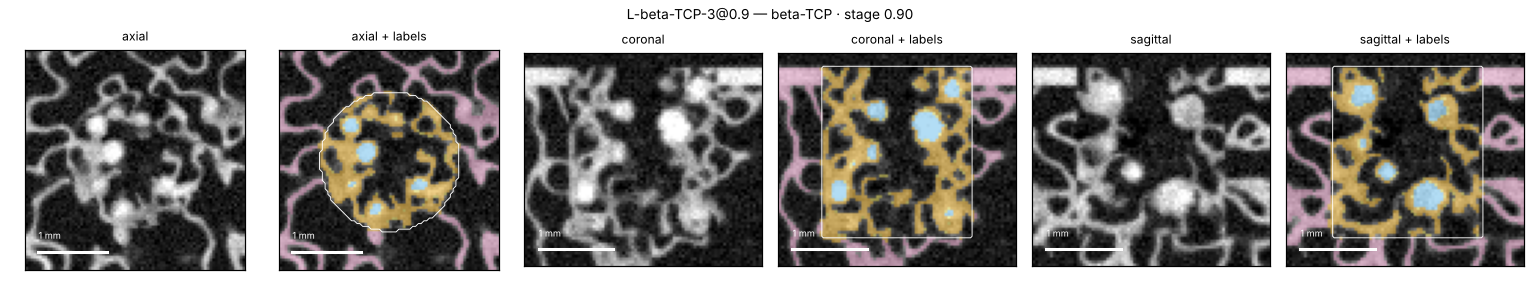 L-beta-TCP-3@0.9 — beta-TCP · stage 0.90
axial
axial + labels
coronal
coronal + labels
sagittal
sagittal + labels
1 mm
1 mm
1 mm
1 mm
1 mm
1 mm